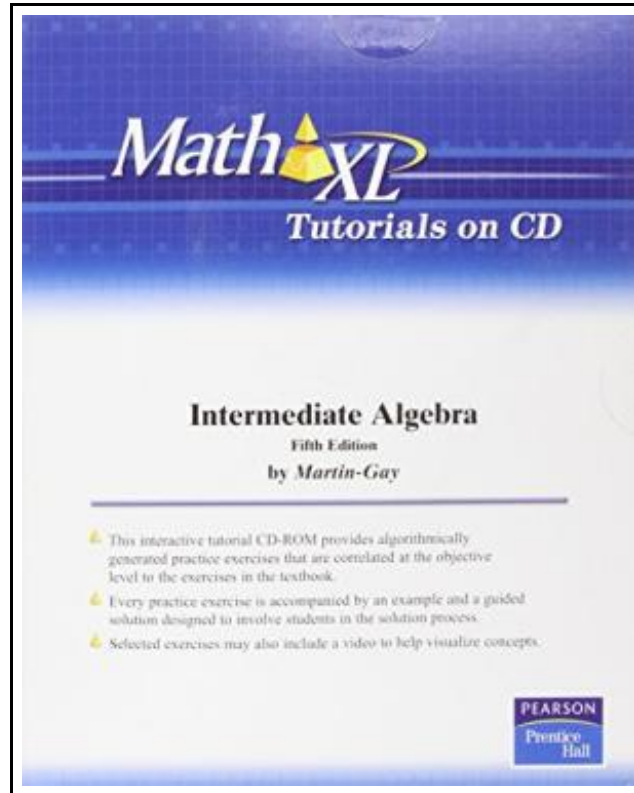 Math XL
Tutorials on CD
Intermediate Algebra
Fifth Edition
by Martin-Gay
This interactive tutorial CD-ROM provides algorithmically
generated practice exercises that are correlated at the objective
level to the exercises in the textbook.
Every practice exercise is accompanied by an example and a guided
solution designed to involve students in the solution process.
Selected exercises may also include a video to help visualize concepts.
PEARSON
Prentice
Hall